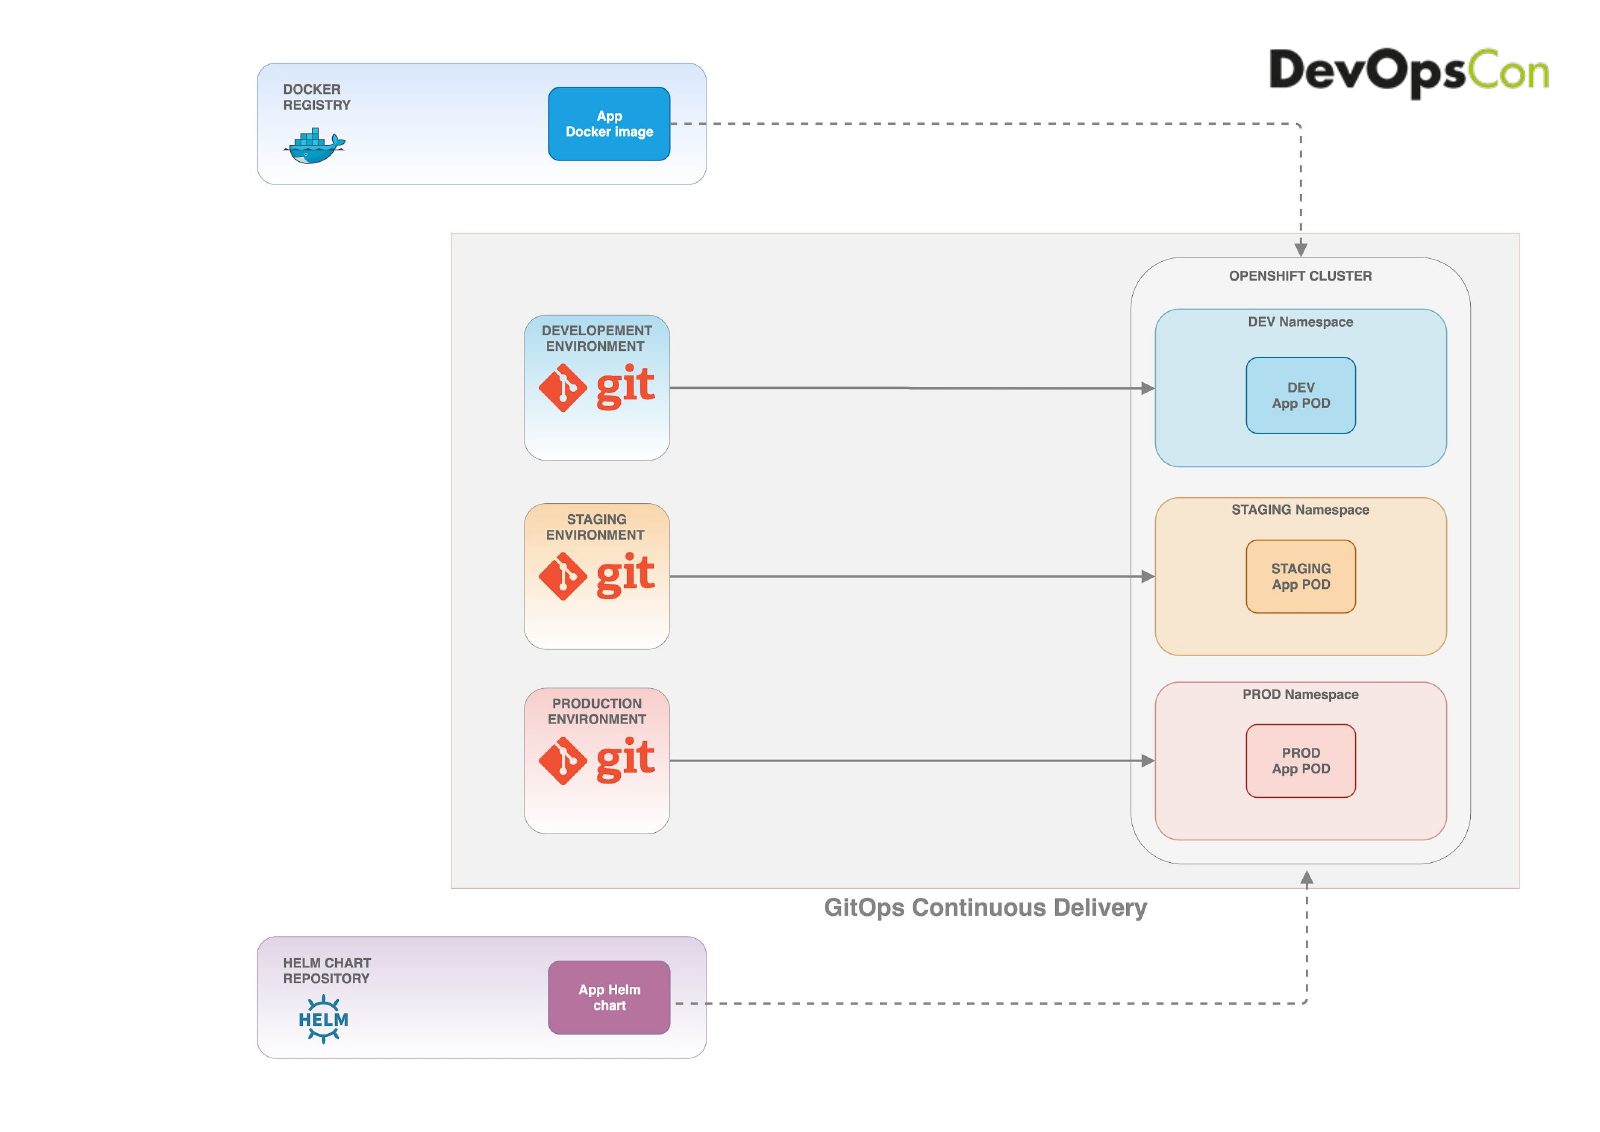 DevOpsCon
DOCKER
REGISTRY
App
Docker image
OPENSHIFT CLUSTER
DEVELOPEMENT
ENVIRONMENT
git
DEV Namespace
DEV
App POD
STAGING
ENVIRONMENT
git
STAGING Namespace
STAGING
App POD
PRODUCTION
ENVIRONMENT
git
PROD Namespace
PROD
App POD
GitOps Continuous Delivery
HELM CHART
REPOSITORY
HELM
App Helm
chart